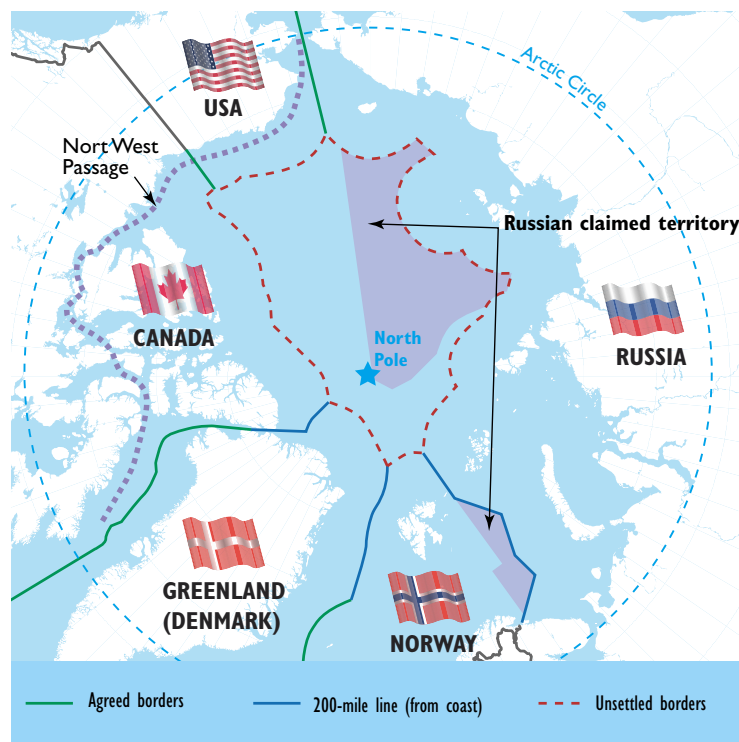 Arctic Circle
USA
Nort West
Passage
Russian claimed territory
CANADA
North
Pole
RUSSIA
GREENLAND
(DENMARK)
NORWAY
Agreed borders
200-mile line (from coast)
Unsettled borders